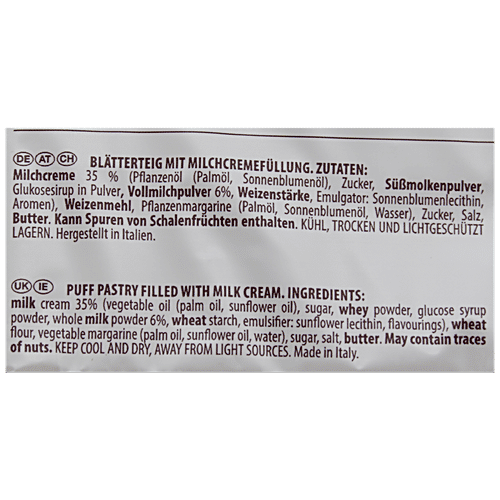 DE AT CH BLÄTTERTEIG MIT MILCHCREMEFÜLLUNG. ZUTATEN:
Milchcreme 35 % (Pflanzenöl (Palmöl, Sonnenblumenöl), Zucker, Süßmolkenpulver,
Glukosesirup in Pulver, Vollmilchpulver 6%, Weizenstärke, Emulgator: Sonnenblumenlecithin,
Aromen), Weizenmehl, Pflanzenmargarine (Palmöl, Sonnenblumenöl, Wasser), Zucker, Salz,
Butter. Kann Spuren von Schalenfrüchten enthalten. KÜHL, TROCKEN UND LICHTGESCHÜTZT
LAGERN. Hergestellt in Italien.
UK IE PUFF PASTRY FILLED WITH MILK CREAM. INGREDIENTS:
milk cream 35% (vegetable oil (palm oil, sunflower oil), sugar, whey powder, glucose syrup
powder, whole milk powder 6%, wheat starch, emulsifier: sunflower lecithin, flavourings), wheat
flour, vegetable margarine (palm oil, sunflower oil, water), sugar, salt, butter. May contain traces
of nuts. KEEP COOL AND DRY, AWAY FROM LIGHT SOURCES. Made in Italy.